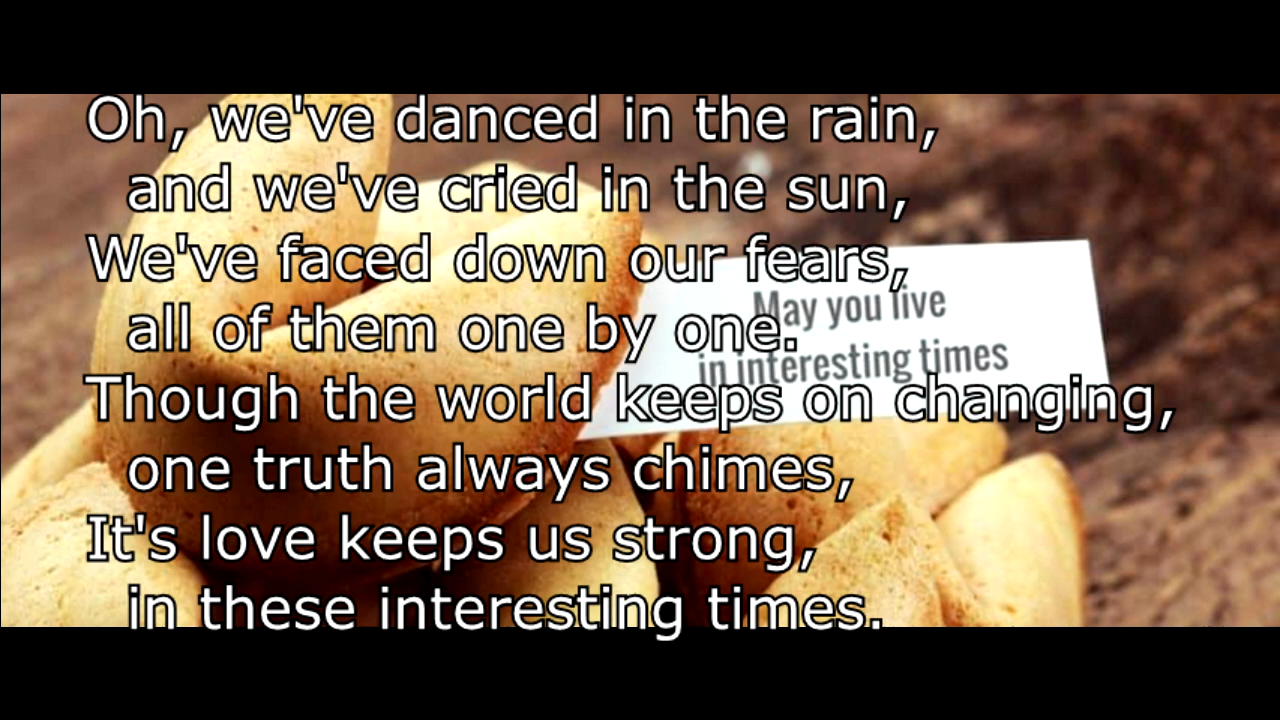 Oh, we've danced in the rain,
and we've cried in the sun,
We've faced down our fears,
all of them one by one.
Though the world keeps on changing,
one truth always chimes,
It's love keeps us strong,
in these interesting times.
May you live
in interesting times